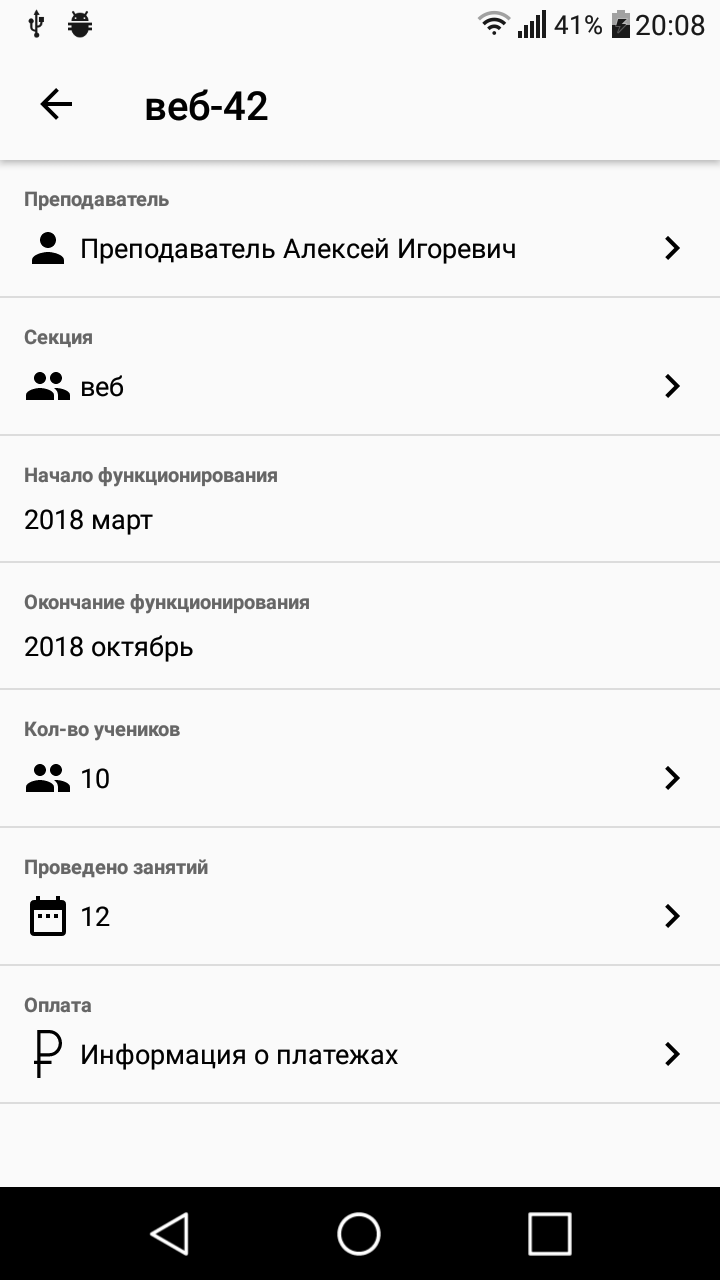 41% 20:08
веб-42
Преподаватель
Преподаватель Алексей Игоревич
Секция
веб
Начало функционирования
2018 март
Окончание функционирования
2018 октябрь
Кол-во учеников
10
Проведено занятий
12
Оплата
Информация о платежах